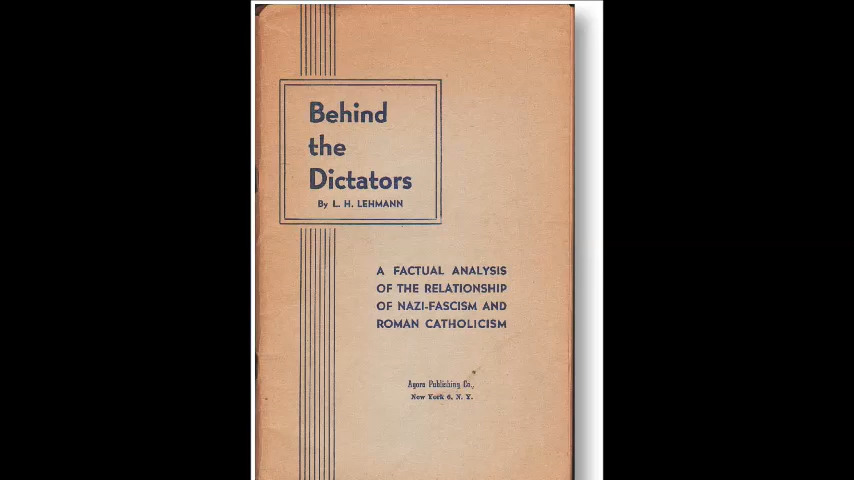 Behind
the
Dictators
By L. H. LEHMANN
A FACTUAL ANALYSIS
OF THE RELATIONSHIP
OF NAZI-FASCISM AND
ROMAN CATHOLICISM
Agora Publishing Co.,
New York 6, N. Y.